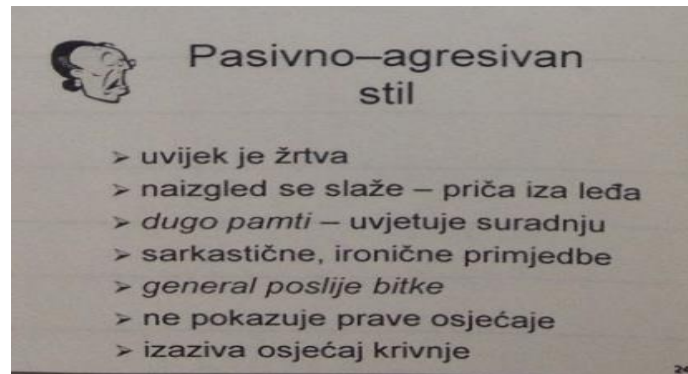 Pasivno–agresivan
stil
➢ uvijek je žrtva
➢ naizgled se slaže – priča iza leđa
➢ dugo pamti – uvjetuje suradnju
➢ sarkastične, ironične primjedbe
➢ general poslije bitke
➢ ne pokazuje prave osjećaje
➢ izaziva osjećaj krivnje
24